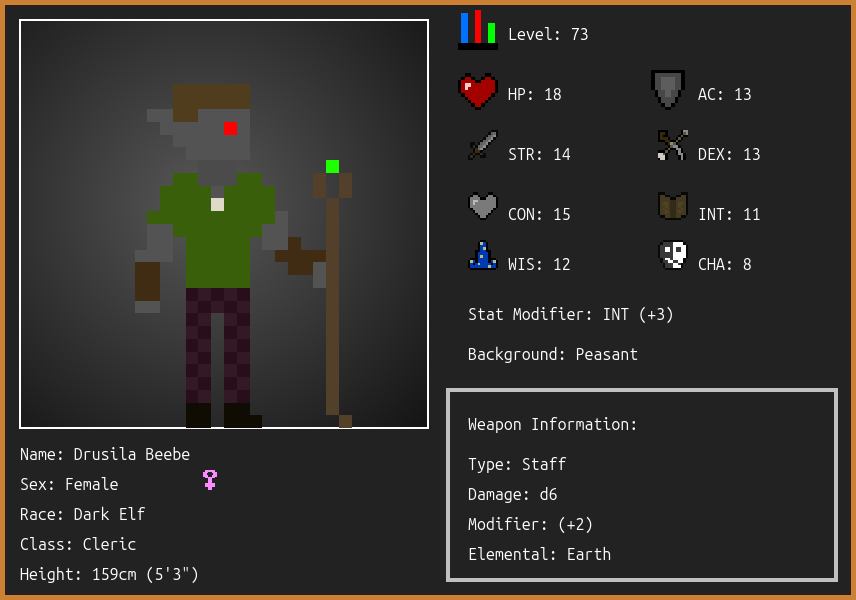 Level: 73
HP: 18
AC: 13
STR: 14
DEX: 13
CON: 15
INT: 11
WIS: 12
CHA: 8
Stat Modifier: INT (+3)
Background: Peasant
Weapon Information:
Type: Staff
Damage: d6
Modifier: (+2)
Elemental: Earth
Name: Drusila Beebe
Sex: Female
Race: Dark Elf
Class: Cleric
Height: 159cm (5'3")